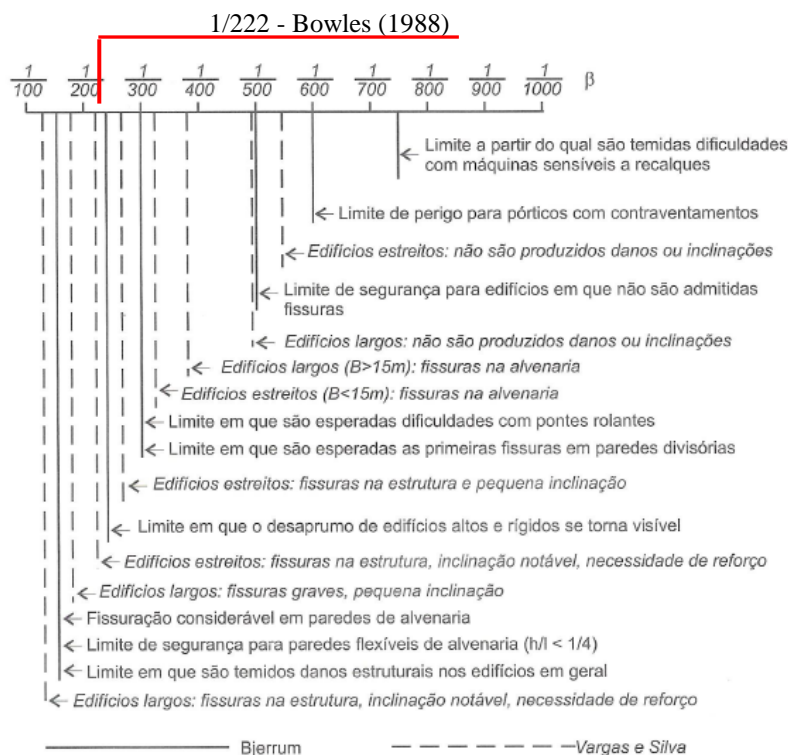 1/222 - Bowles (1988)
1/100 1/200 1/300 1/400 1/500 1/600 1/700 1/800 1/900 1/1000 β
Limite a partir do qual são temidas dificuldades
com máquinas sensíveis a recalques
Limite de perigo para pórticos com contraventamentos
Edifícios estreitos: não são produzidos danos ou inclinações
Limite de segurança para edifícios em que não são admitidas
fissuras
Edifícios largos: não são produzidos danos ou inclinações
Edifícios largos (B>15m): fissuras na alvenaria
Edifícios estreitos (B<15m): fissuras na alvenaria
Limite em que são esperadas dificuldades com pontes rolantes
Limite em que são esperadas as primeiras fissuras em paredes divisórias
Edifícios estreitos: fissuras na estrutura e pequena inclinação
Limite em que o desaprumo de edifícios altos e rígidos se torna visível
Edifícios estreitos: fissuras na estrutura, inclinação notável, necessidade de reforço
Edifícios largos: fissuras graves, pequena inclinação
Fissuração considerável em paredes de alvenaria
Limite de segurança para paredes flexíveis de alvenaria (h/l < 1/4)
Limite em que são temidos danos estruturais nos edifícios em geral
Edifícios largos: fissuras na estrutura, inclinação notável, necessidade de reforço
Bjerrum Vargas e Silva